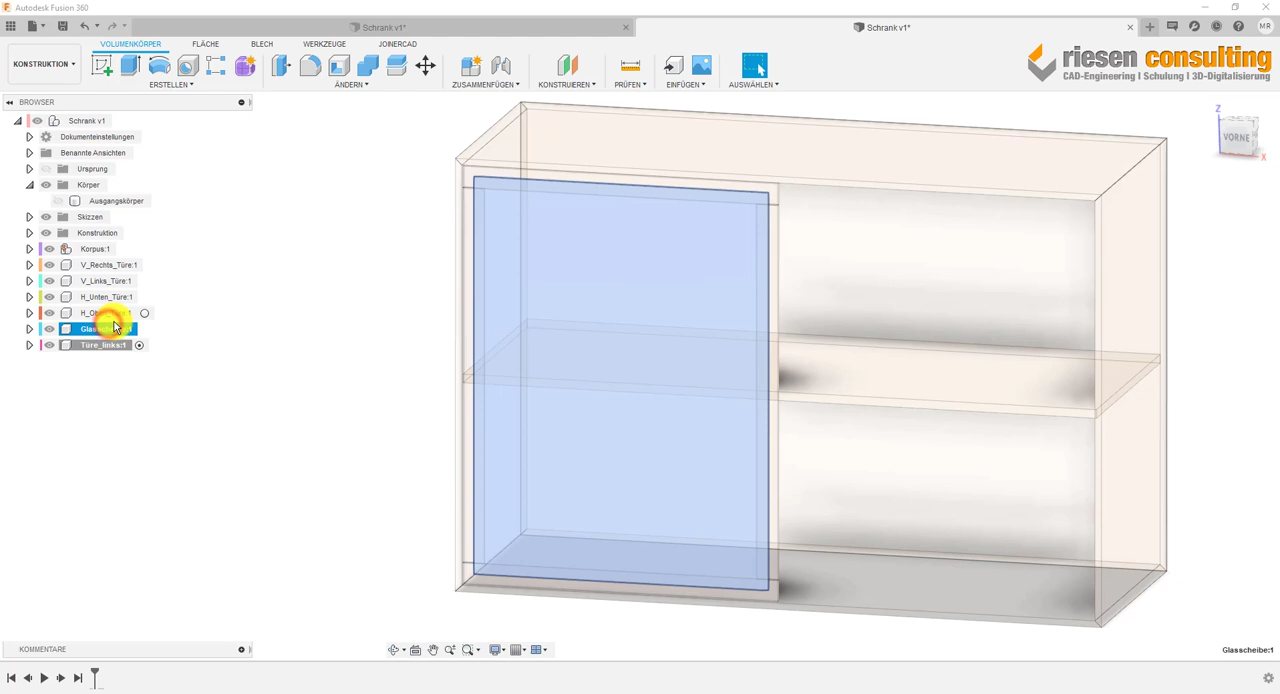 Autodesk Fusion 360
Schrank v1*
Schrank v1*
MR
VOLUMENKÖRPER
FLÄCHE
BLECH
WERKZEUGE
JOINERCAD
KONSTRUKTION
ERSTELLEN
ÄNDERN
ZUSAMMENFÜGEN
KONSTRUIEREN
PRÜFEN
EINFÜGEN
AUSWÄHLEN
riesen consulting
CAD-Engineering | Schulung | 3D-Digitalisierung
BROWSER
Schrank v1
Dokumenteinstellungen
Benannte Ansichten
Ursprung
Körper
Ausgangskörper
Skizzen
Konstruktion
Korpus:1
V_Rechts_Türe:1
V_Links_Türe:1
H_Unten_Türe:1
Türe_links:1
Z
VORNE
X
KOMMENTARE
Glasscheibe:1